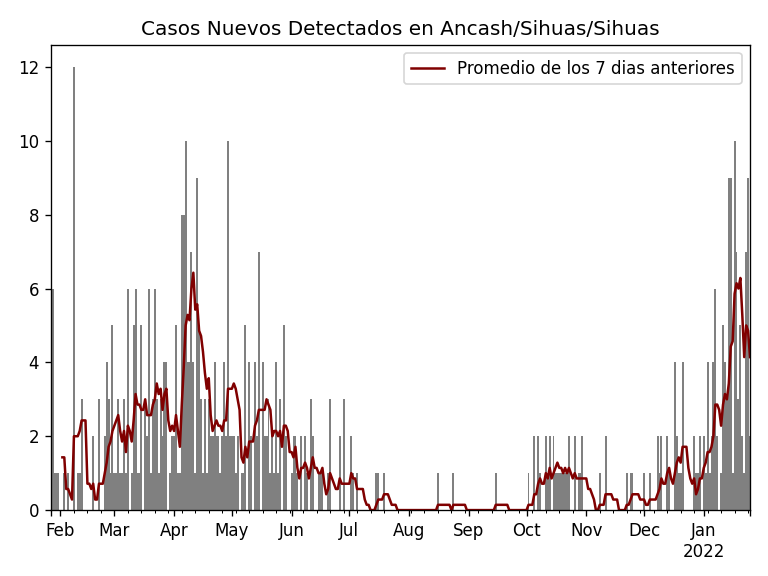 Casos Nuevos Detectados en Ancash/Sihuas/Sihuas
Promedio de los 7 dias anteriores
12
10
8
6
4
2
0
Feb Mar Apr May Jun Jul Aug Sep Oct Nov Dec Jan
2022